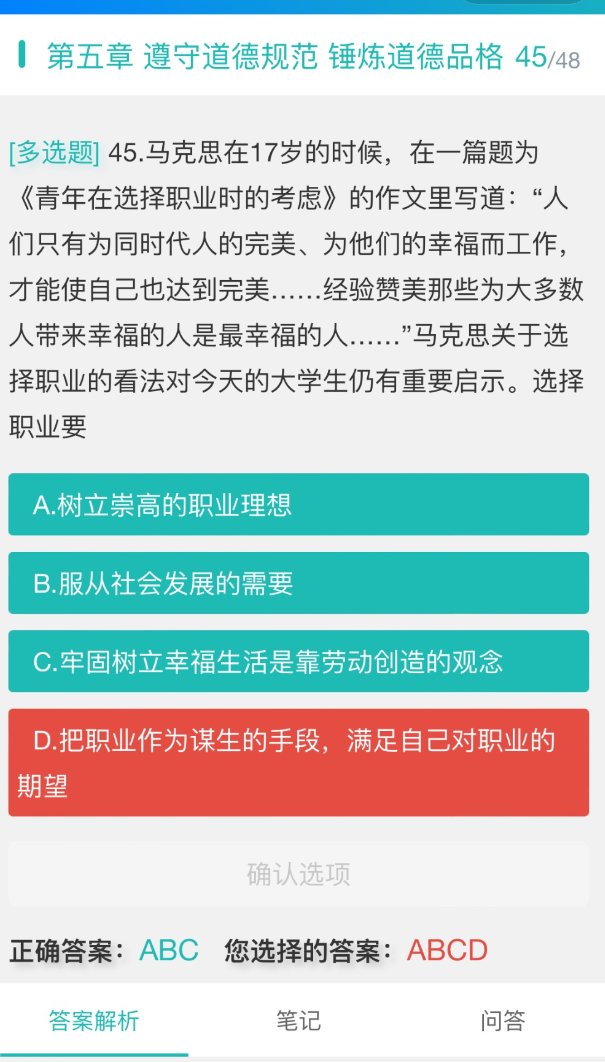 第五章 遵守道德规范 锤炼道德品格 45/48
[多选题] 45.马克思在17岁的时候，在一篇题为
《青年在选择职业时的考虑》的作文里写道：“人
们只有为同时代人的完美、为他们的幸福而工作，
才能使自己也达到完美……经验赞美那些为大多数
人带来幸福的人是最幸福的人……”马克思关于选
择职业的看法对今天的大学生仍有重要启示。选择
职业要
A.树立崇高的职业理想
B.服从社会发展的需要
C.牢固树立幸福生活是靠劳动创造的观念
D.把职业作为谋生的手段，满足自己对职业的
期望
确认选项
正确答案：ABC 您选择的答案：ABCD
答案解析 笔记 问答